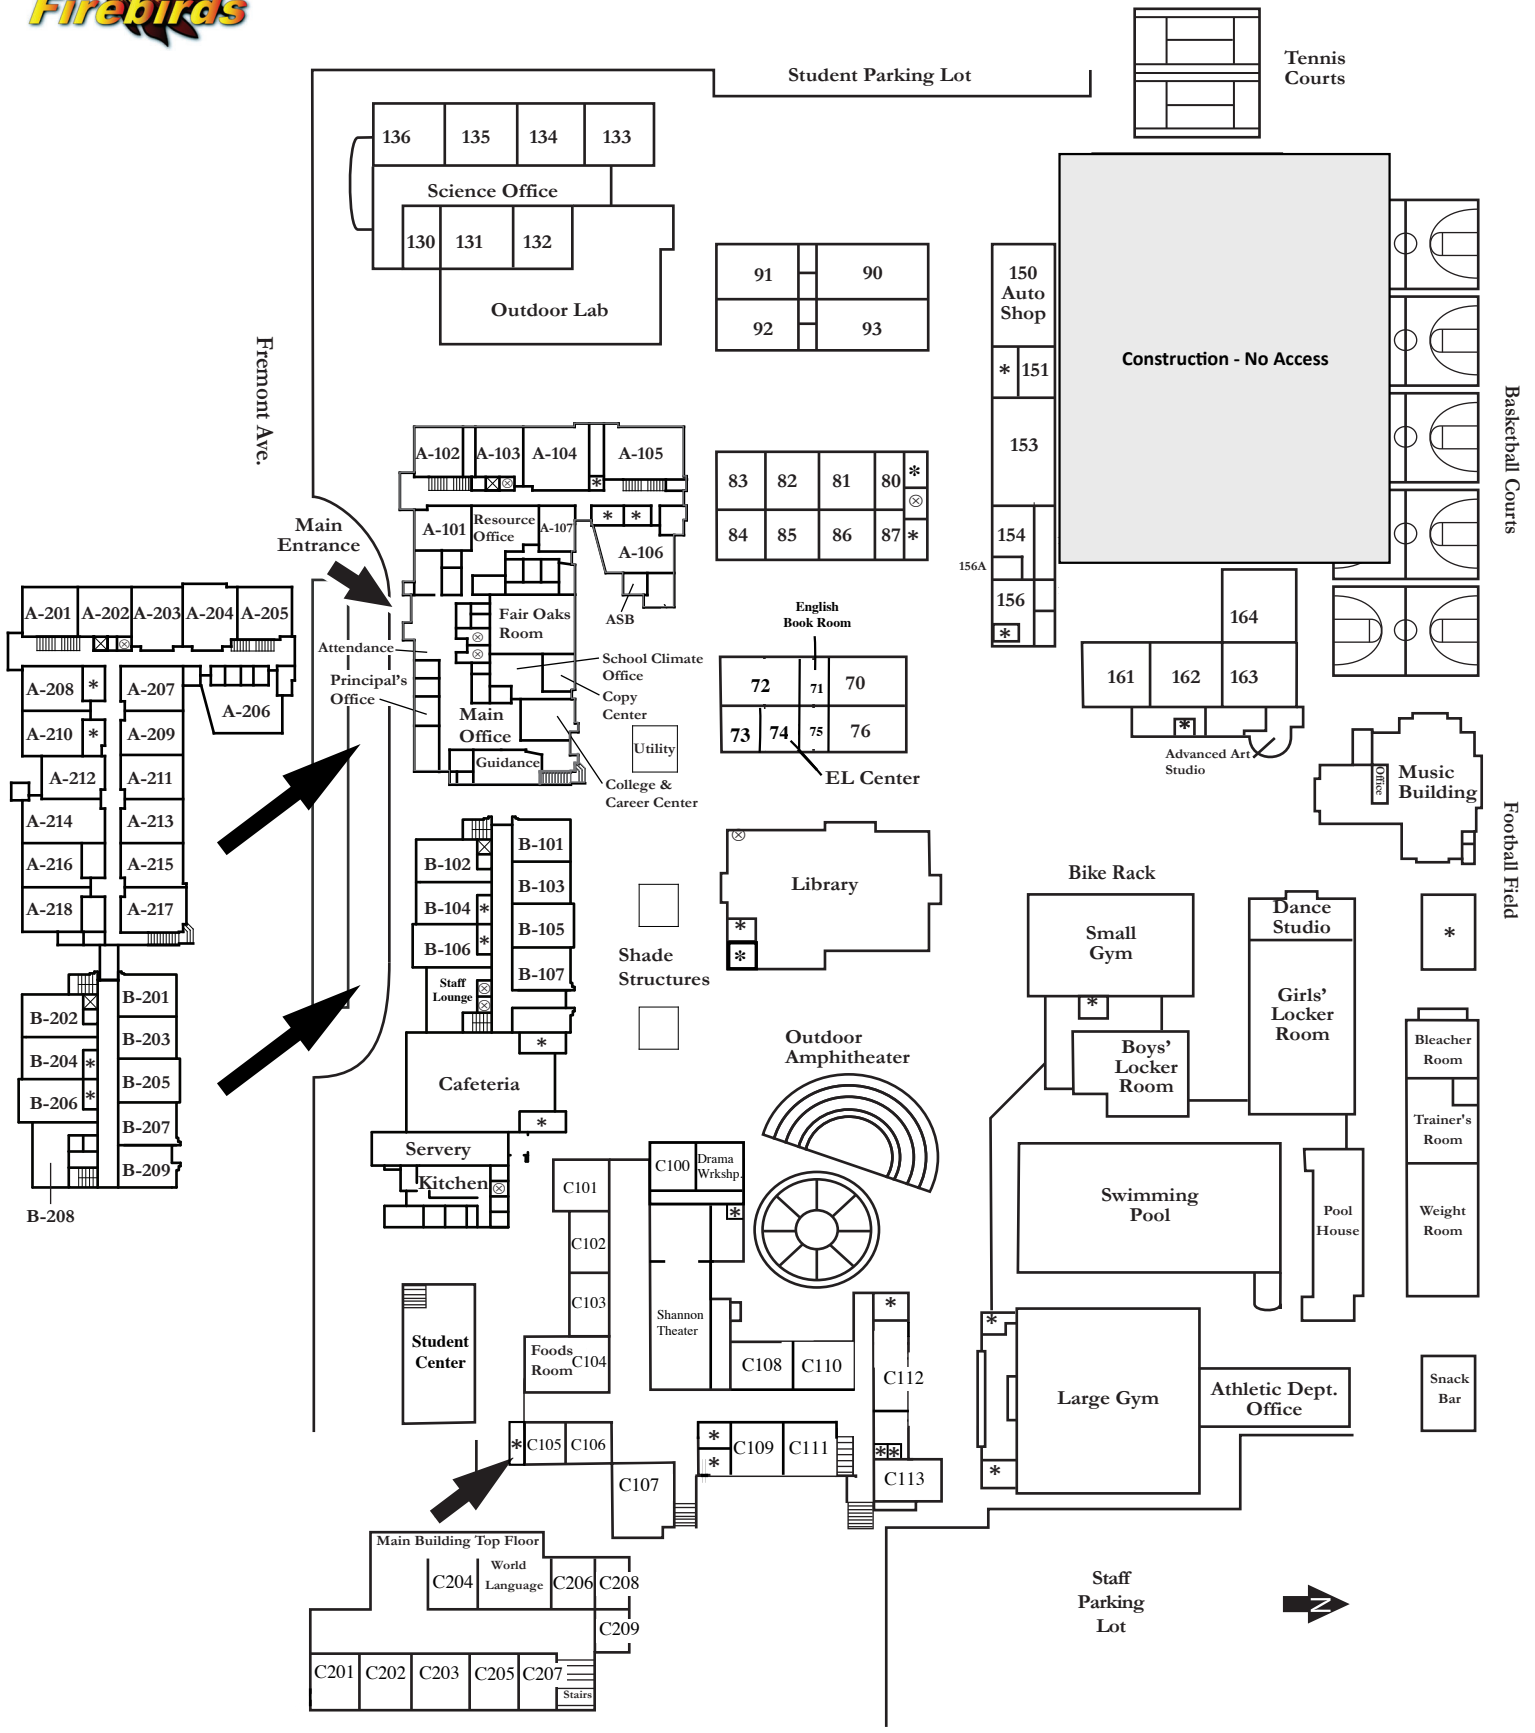 Firebirds
Student Parking Lot
Tennis
Courts
136
135
134
133
Science Office
130
131
132
Outdoor Lab
91
90
92
93
150
Auto
Shop
*
151
153
154
156A
156
*
Construction - No Access
Basketball Courts
Fremont Ave.
Main
Entrance
A-102
A-103
A-104
A-105
*
A-101
Resource
Office
A-107
*
*
A-106
ASB
Fair Oaks
Room
Attendance
Principal's
Office
School Climate
Office
Copy
Center
Main
Office
Guidance
College &
Career Center
Utility
83
82
81
80
*
84
85
86
87
*
English
Book Room
72
71
70
73
74
75
76
EL Center
164
161
162
163
*
Advanced Art
Studio
Office
Music
Building
Football Field
A-201
A-202
A-203
A-204
A-205
A-208
*
A-207
A-206
A-210
*
A-209
A-212
A-211
A-214
A-213
A-216
A-215
A-218
A-217
B-201
B-202
B-203
B-204
*
B-205
B-206
*
B-207
B-209
B-208
B-101
B-102
B-103
B-104
*
B-105
B-106
*
B-107
Staff
Lounge
*
Cafeteria
*
Servery
Kitchen
Library
*
*
Shade
Structures
Bike Rack
Small
Gym
*
Dance
Studio
Girls'
Locker
Room
Boys'
Locker
Room
*
Bleacher
Room
Trainer's
Room
Weight
Room
Outdoor
Amphitheater
Swimming
Pool
Pool
House
C100
Drama
Wrkshp.
*
C101
C102
C103
Foods
Room
C104
Shannon
Theater
Student
Center
C108
C110
*
C112
*
C105
C106
C107
*
*
C109
C111
**
C113
*
Large Gym
*
Athletic Dept.
Office
Snack
Bar
Main Building Top Floor
C204
World
Language
C206
C208
C209
C201
C202
C203
C205
C207
Stairs
Staff
Parking
Lot
N